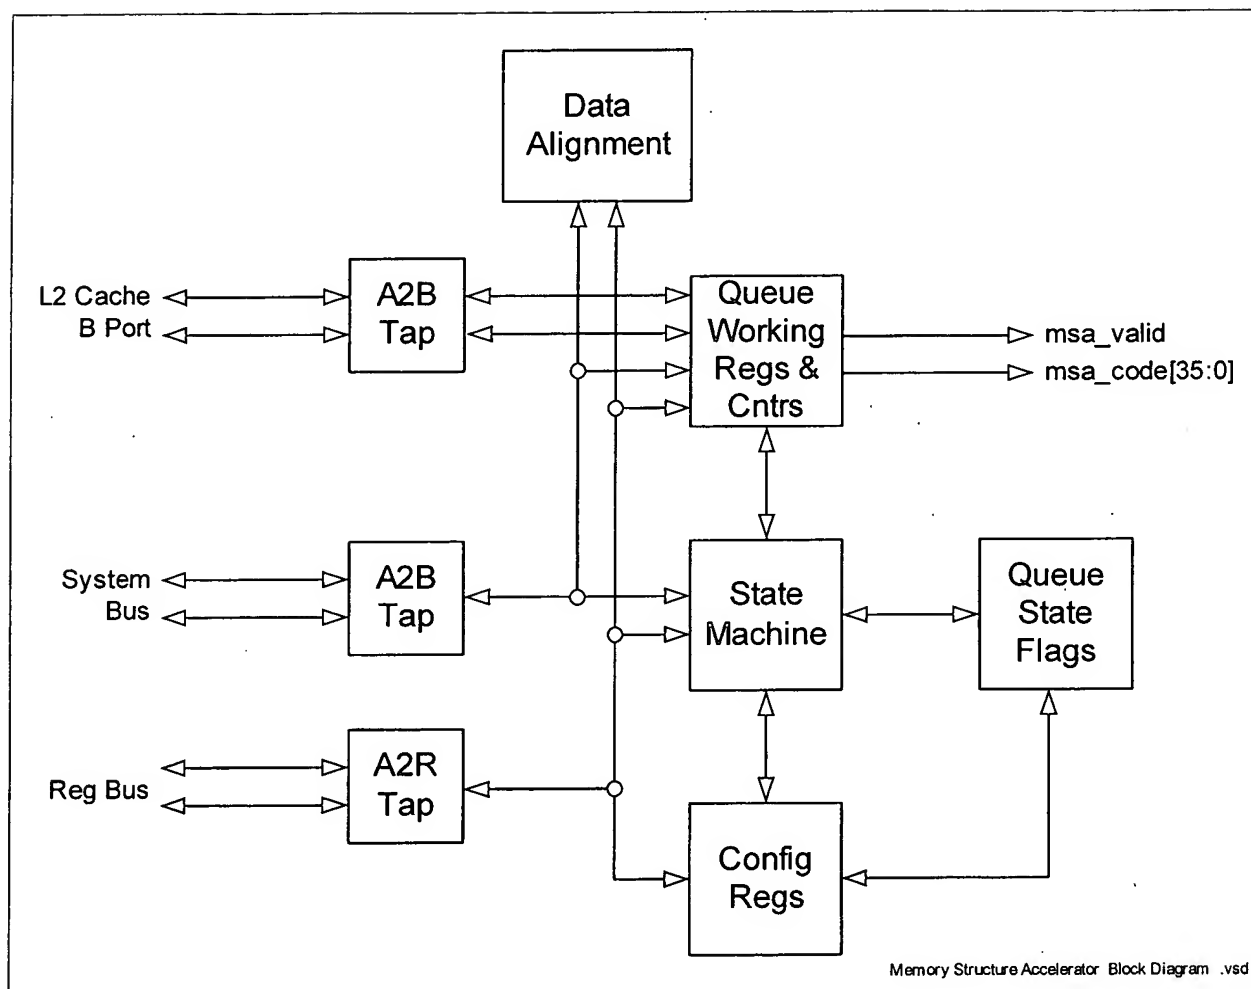 Data
Alignment
L2 Cache
B Port
A2B
Tap
Queue
Working
Regs &
Cntrs
msa_valid
msa_code[35:0]
System
Bus
A2B
Tap
State
Machine
Queue
State
Flags
Reg Bus
A2R
Tap
Config
Regs
Memory Structure Accelerator Block Diagram .vsd